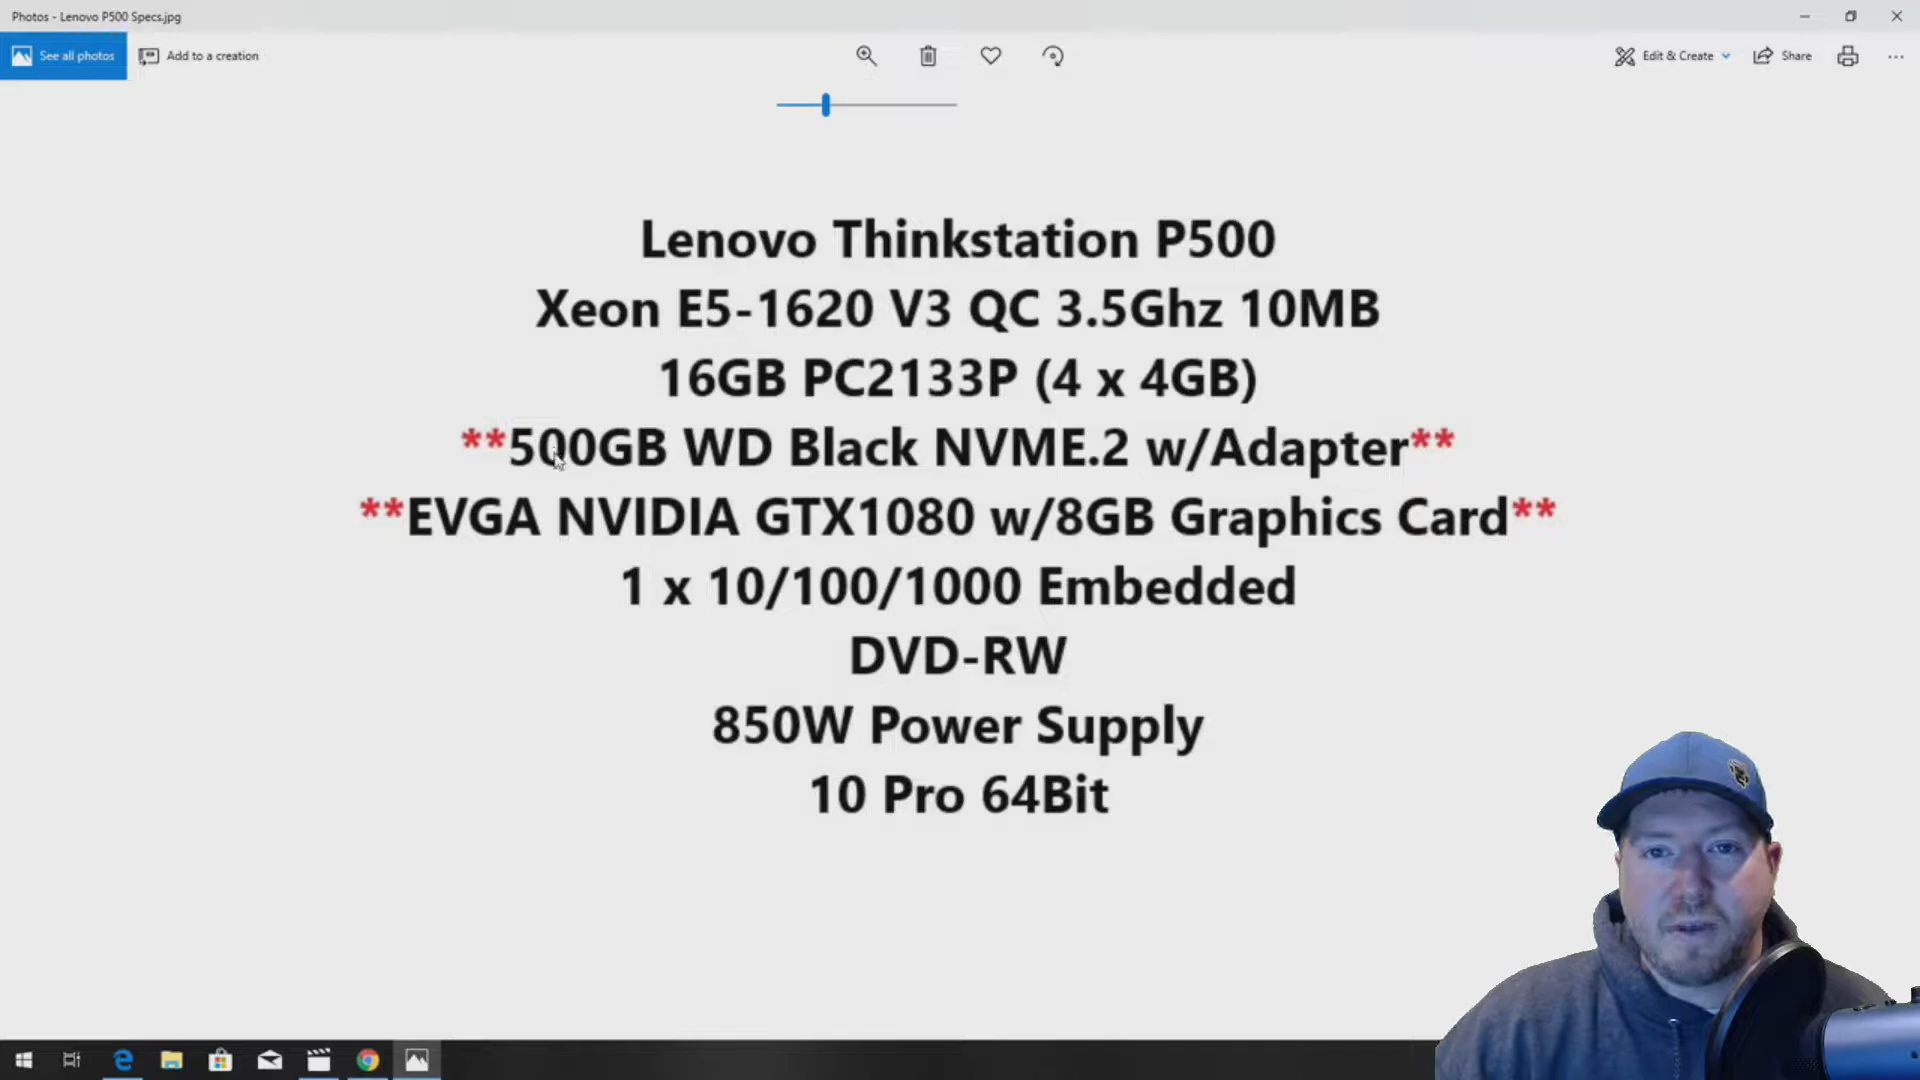 Photos - Lenovo P500 Specs.jpg
See all photos
Add to a creation
Edit & Create
Share
Lenovo Thinkstation P500
Xeon E5-1620 V3 QC 3.5Ghz 10MB
16GB PC2133P (4 x 4GB)
**500GB WD Black NVME.2 w/Adapter**
**EVGA NVIDIA GTX1080 w/8GB Graphics Card**
1 x 10/100/1000 Embedded
DVD-RW
850W Power Supply
10 Pro 64Bit